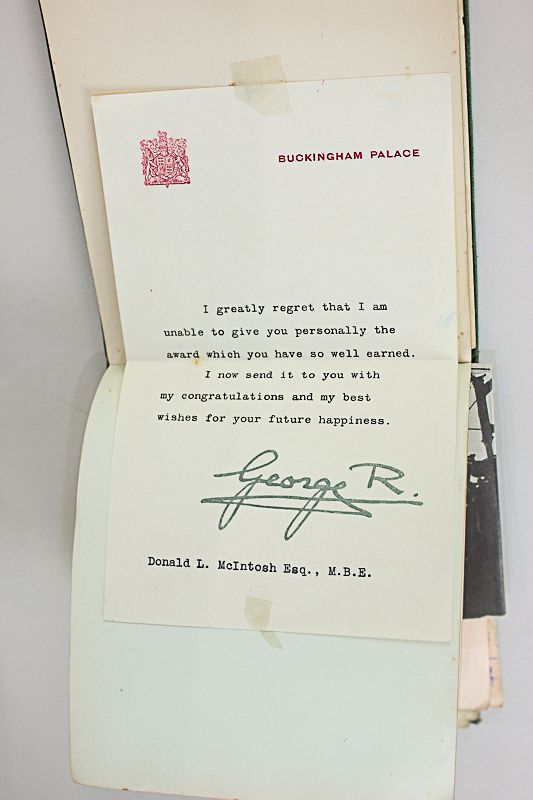 BUCKINGHAM PALACE
I greatly regret that I am
unable to give you personally the
award which you have so well earned.
I now send it to you with
my congratulations and my best
wishes for your future happiness.
George R.
Donald L. McIntosh Esq., M.B.E.